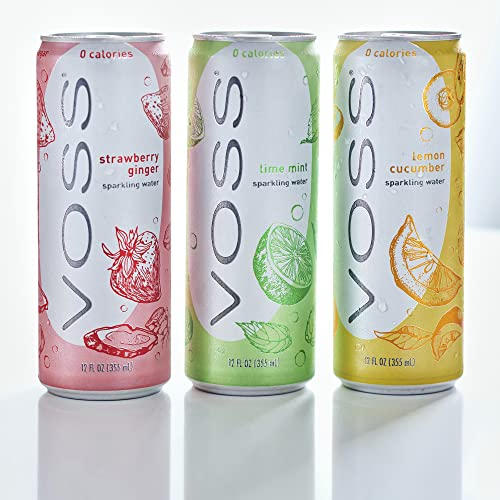 0 calories
VOSS
strawberry
ginger
sparkling water
12 FL OZ (355 mL)
0 calories
VOSS
lime mint
sparkling water
12 FL OZ (355 mL)
0 calories
VOSS
lemon
cucumber
sparkling water
12 FL OZ (355 mL)